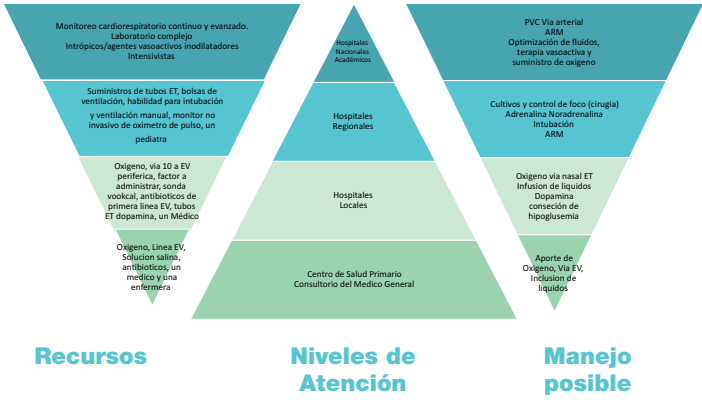 Monitoreo cardiorespiratorio continuo y evanzado.
Laboratorio complejo
Intrópicos/agentes vasoactivos inodilatadores
Intensivistas
Suministros de tubos ET, bolsas de
ventilación, habilidad para intubación
y ventilación manual, monitor no
invasivo de oximetro de pulso, un
pediatra
Oxigeno, via 10 a EV
periferica, factor a
administrar, sonda
vookcal, antibioticos de
primera linea EV, tubos
ET dopamina, un Médico
Oxigeno, Linea EV,
Solucion salina,
antibioticos, un
medico y una
enfermera
Recursos
Hospitales
Nacionales
Académicos
Hospitales
Regionales
Hospitales
Locales
Centro de Salud Primario
Consultorio del Medico General
Niveles de
Atención
PVC Via arterial
ARM
Optimización de fluidos,
terapia vasoactiva y
suministro de oxigeno
Cultivos y control de foco (cirugia)
Adrenalina Noradrenalina
Intubación
ARM
Oxigeno via nasal ET
Infusion de liquidos
Dopamina
conseción de
hipoglusemia
Aporte de
Oxigeno, Via EV,
Inclusion de
liquidos
Manejo
posible